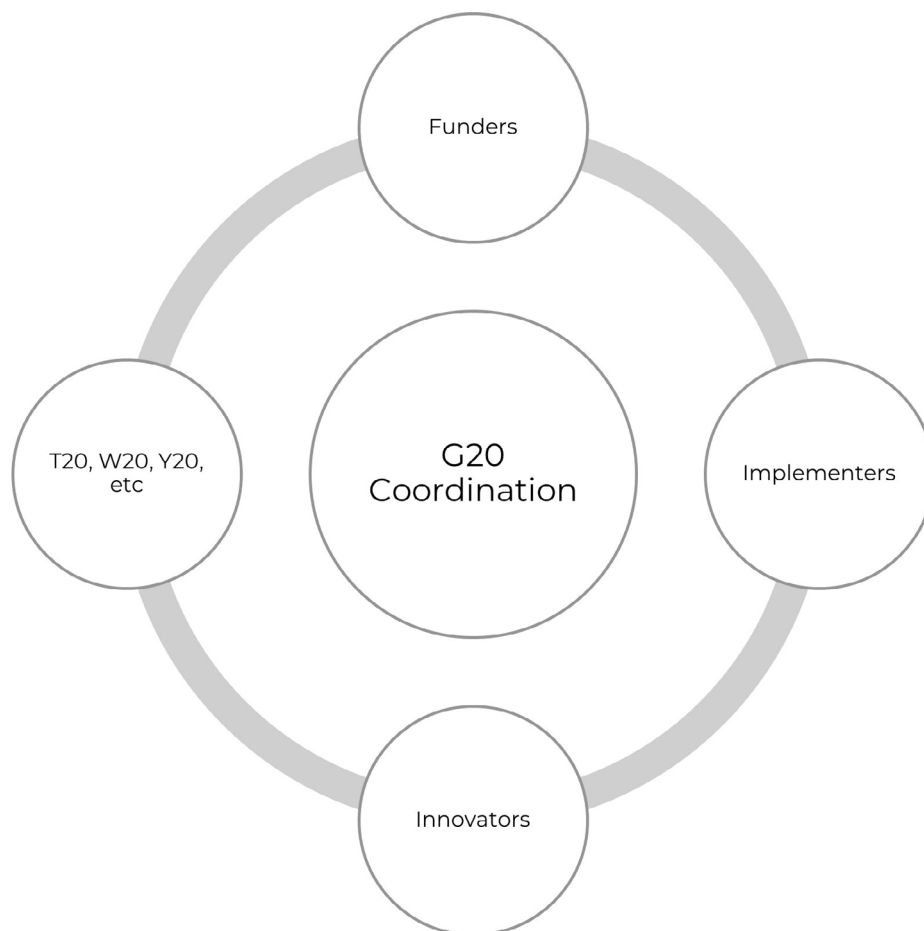 Funders
T20, W20, Y20,
etc
G20
Coordination
Implementers
Innovators